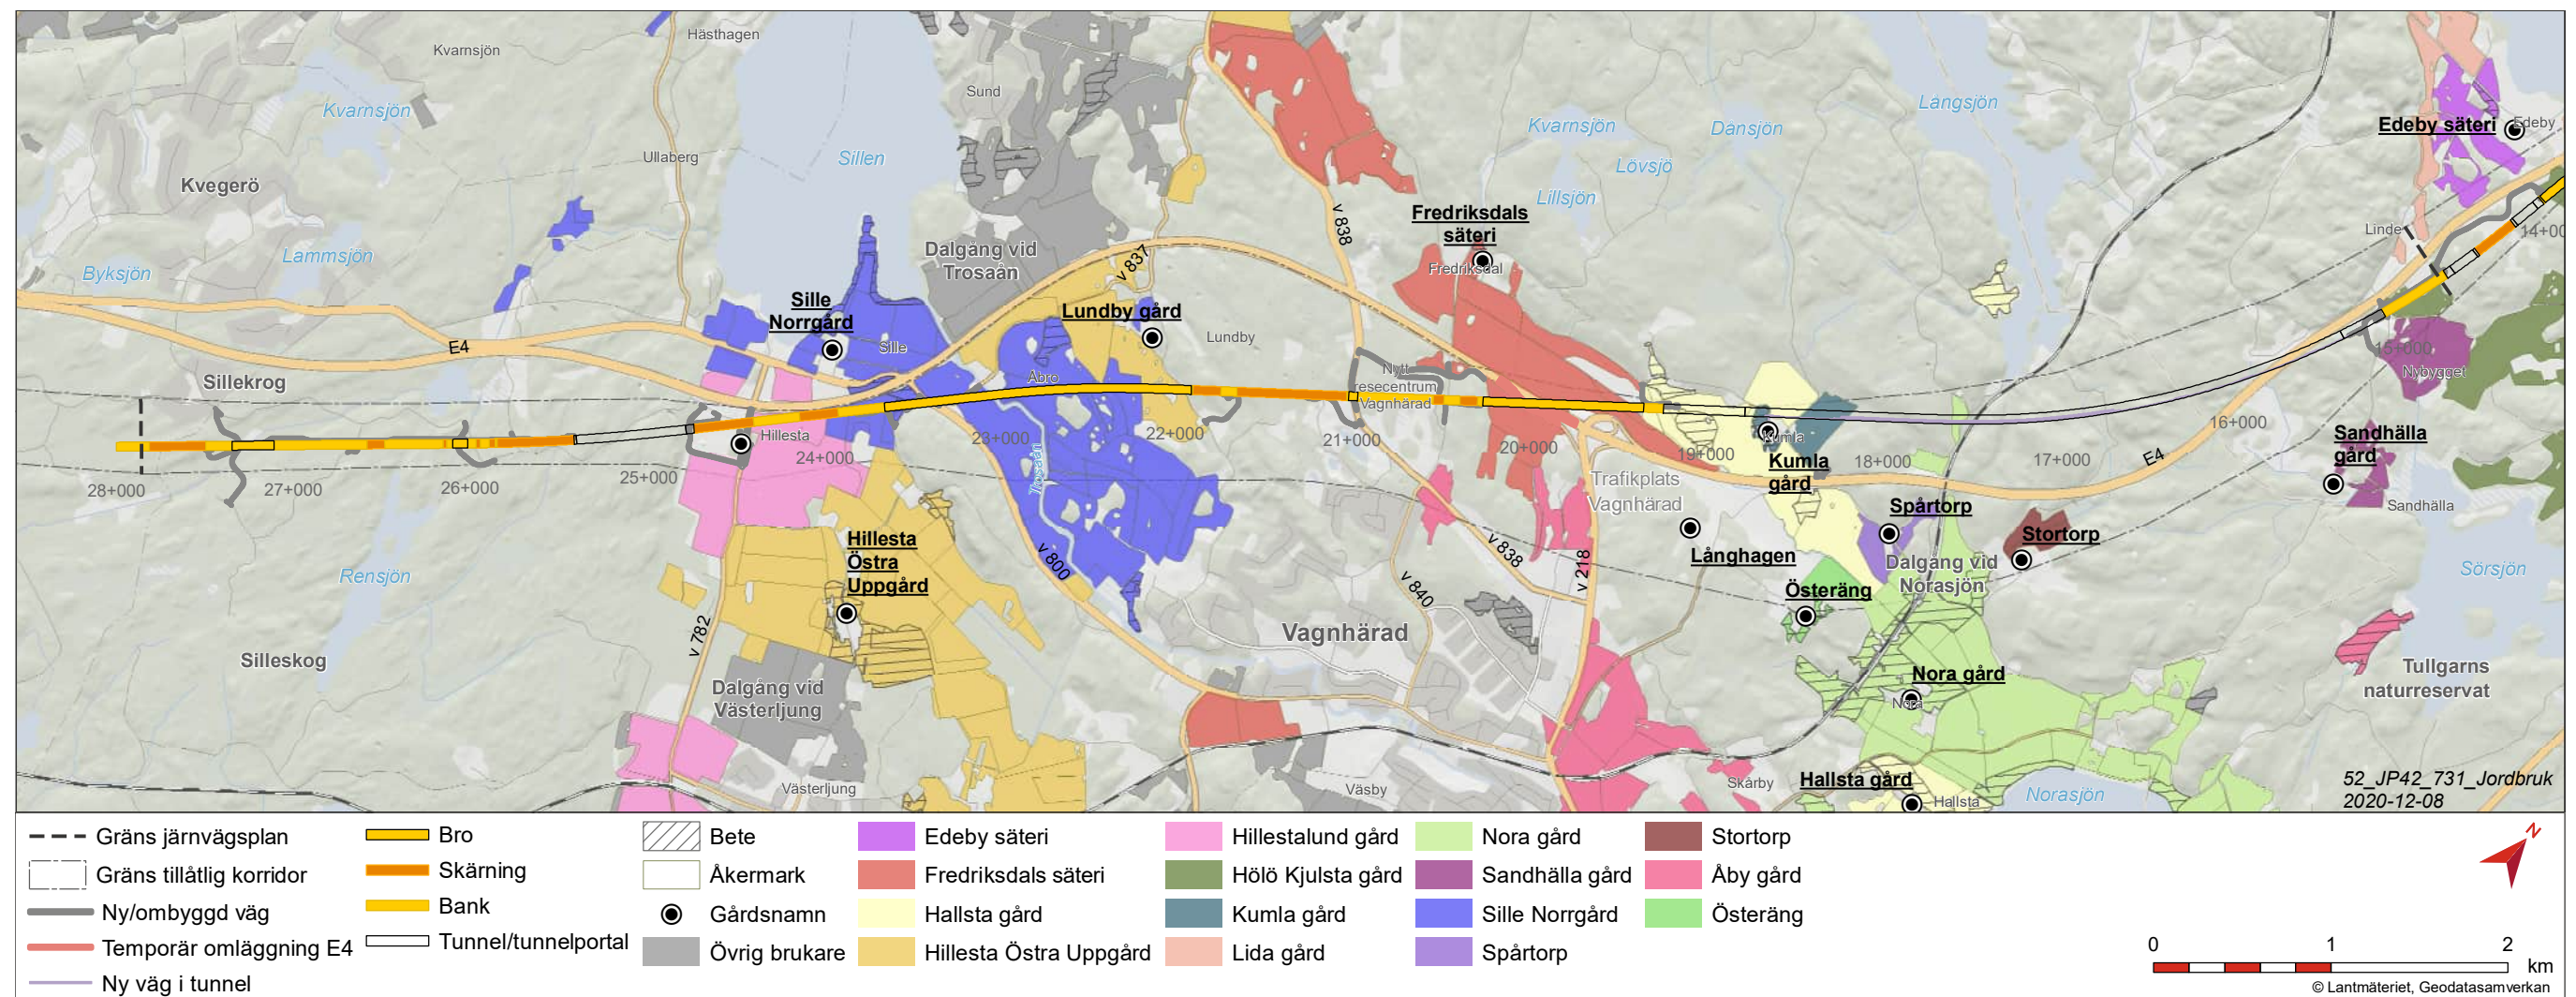 Hästhagen
Kvarnsjön
Sund
Kvarnsjön
Långsjön
Kvarnsjön
Dansjön
Edeby säteri
Edeby
Ullaberg
Sillen
Lövsjö
Kvegerö
Lillsjön
Fredriksdals
säteri
v 838
Linde
14+00
Dalgång vid
Trosaån
v 837
Lammsjön
Byksjön
Fredriksdal
Sille
Norrgård
Lundby gård
Lundby
E4
Sille
15+000
Nybygget
Sillekrog
Åbro
Nytt
resecentrum
Vagnhärad
16+000
Hillesta
Kumla
Sandhälla
gård
28+000
27+000
26+000
25+000
24+000
23+000
22+000
21+000
20+000
19+000
18+000
17+000
E4
Kumla
gård
Trosaån
Trafikplats
Vagnhärad
Spårtorp
Sandhälla
Stortorp
Hillesta
Östra
Uppgård
v 800
v 838
v 218
Långhagen
Dalgång vid
Norasjön
Rensjön
v 840
Österäng
Sörsjön
v 782
Vagnhärad
Silleskog
Nora gård
Nora
Tullgarns
naturreservat
Dalgång vid
Västerljung
Västerljung
Väsby
Skårby
Hallsta gård
Hallsta
Norasjön
52_JP42_731_Jordbruk
2020-12-08
Gräns järnvägsplan
Gräns tillåtlig korridor
Ny/ombyggd väg
Temporär omläggning E4
Ny väg i tunnel
Bro
Skärning
Bank
Tunnel/tunnelportal
Bete
Åkermark
Gårdsnamn
Övrig brukare
Edeby säteri
Fredriksdals säteri
Hallsta gård
Hillesta Östra Uppgård
Hillestalund gård
Hölö Kjulsta gård
Kumla gård
Lida gård
Nora gård
Sandhälla gård
Sille Norrgård
Spårtorp
Stortorp
Åby gård
Österäng
N
0 1 2
km
© Lantmäteriet, Geodatasamverkan